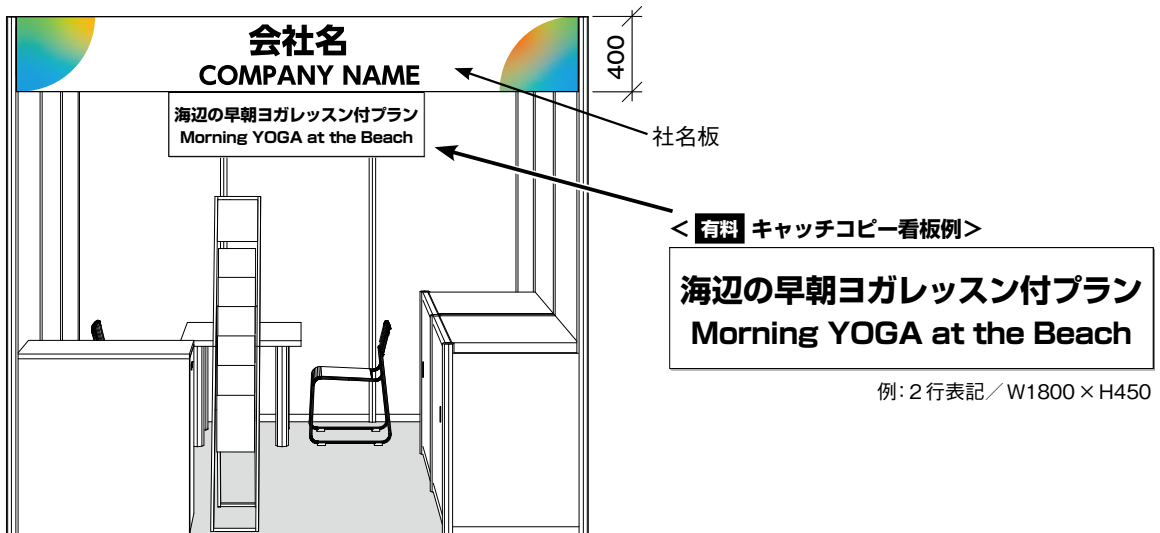 会社名
COMPANY NAME
400
海辺の早朝ヨガレッスン付プラン
Morning YOGA at the Beach
社名板
＜ 有料 キャッチコピー看板例＞
海辺の早朝ヨガレッスン付プラン
Morning YOGA at the Beach
例：２行表記／W1800×H450